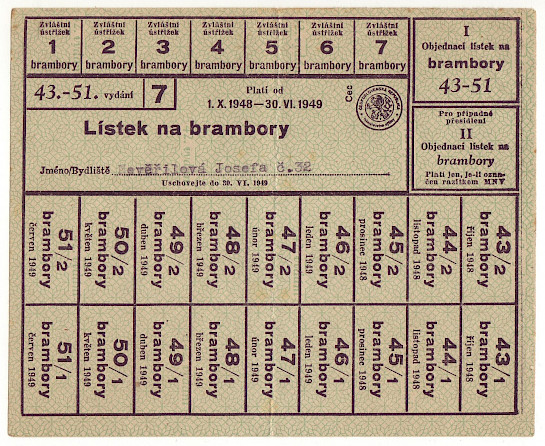 Zvláštní ústřižek 1 brambory
Zvláštní ústřižek 2 brambory
Zvláštní ústřižek 3 brambory
Zvláštní ústřižek 4 brambory
Zvláštní ústřižek 5 brambory
Zvláštní ústřižek 6 brambory
Zvláštní ústřižek 7 brambory
I
Objednací lístek na
brambory
43-51
43.-51. vydání
7
Platí od
1. X. 1948—30. VI. 1949
Cec
Lístek na brambory
Jméno/Bydliště Josefa č.32
Uschovejte do 30. VI. 1949
Pro případné
přesídlení
II
Objednací lístek na
brambory
Platí jen, je-li ozna-
čen razítkem MNV
51/2 brambory červen 1949
50/2 brambory květen 1949
49/2 brambory duben 1949
48/2 brambory březen 1949
47/2 brambory únor 1949
46/2 brambory leden 1949
45/2 brambory prosinec 1948
44/2 brambory listopad 1948
43/2 brambory říjen 1948
51/1 brambory červen 1949
50/1 brambory květen 1949
49/1 brambory duben 1949
48/1 brambory březen 1949
47/1 brambory únor 1949
46/1 brambory leden 1949
45/1 brambory prosinec 1948
44/1 brambory listopad 1948
43/1 brambory říjen 1948